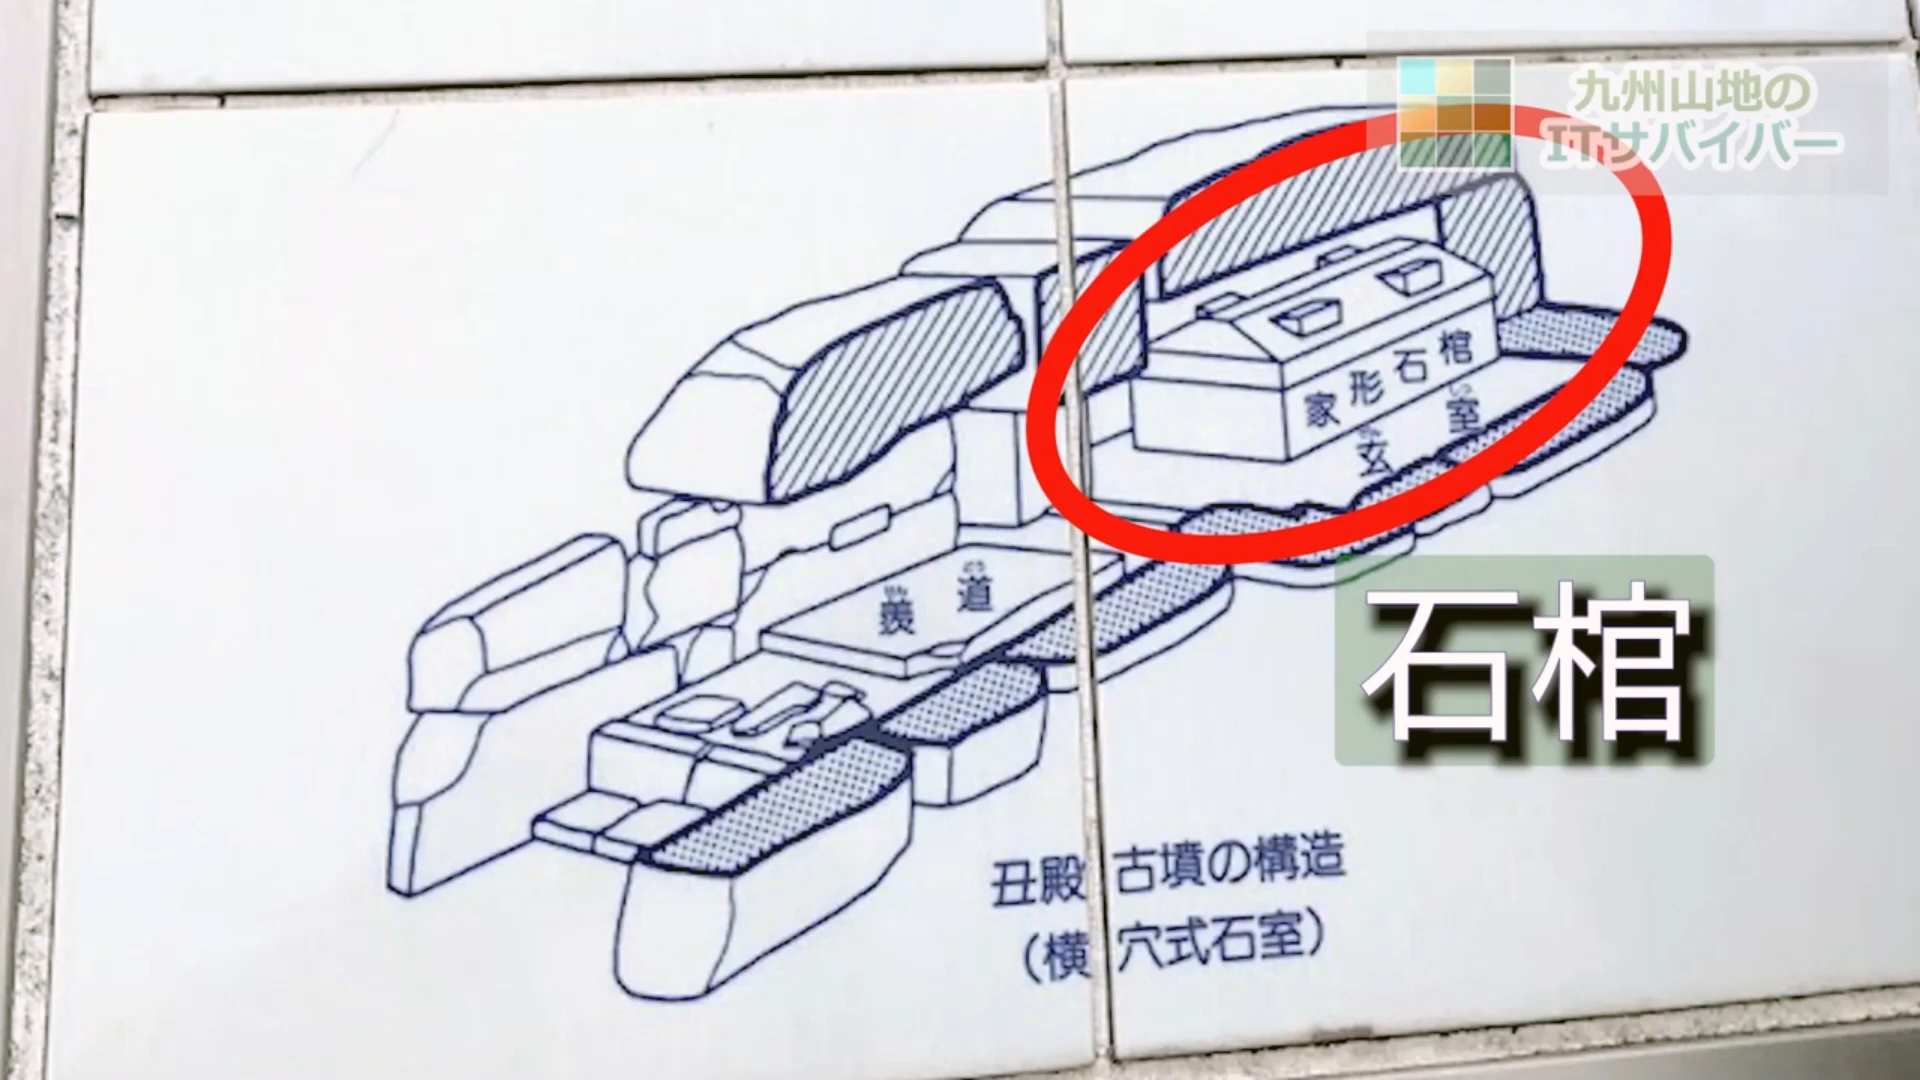 九州山地の
ITサバイバー
家形石棺
玄室
羨道
石棺
丑殿古墳の構造
(横穴式石室)